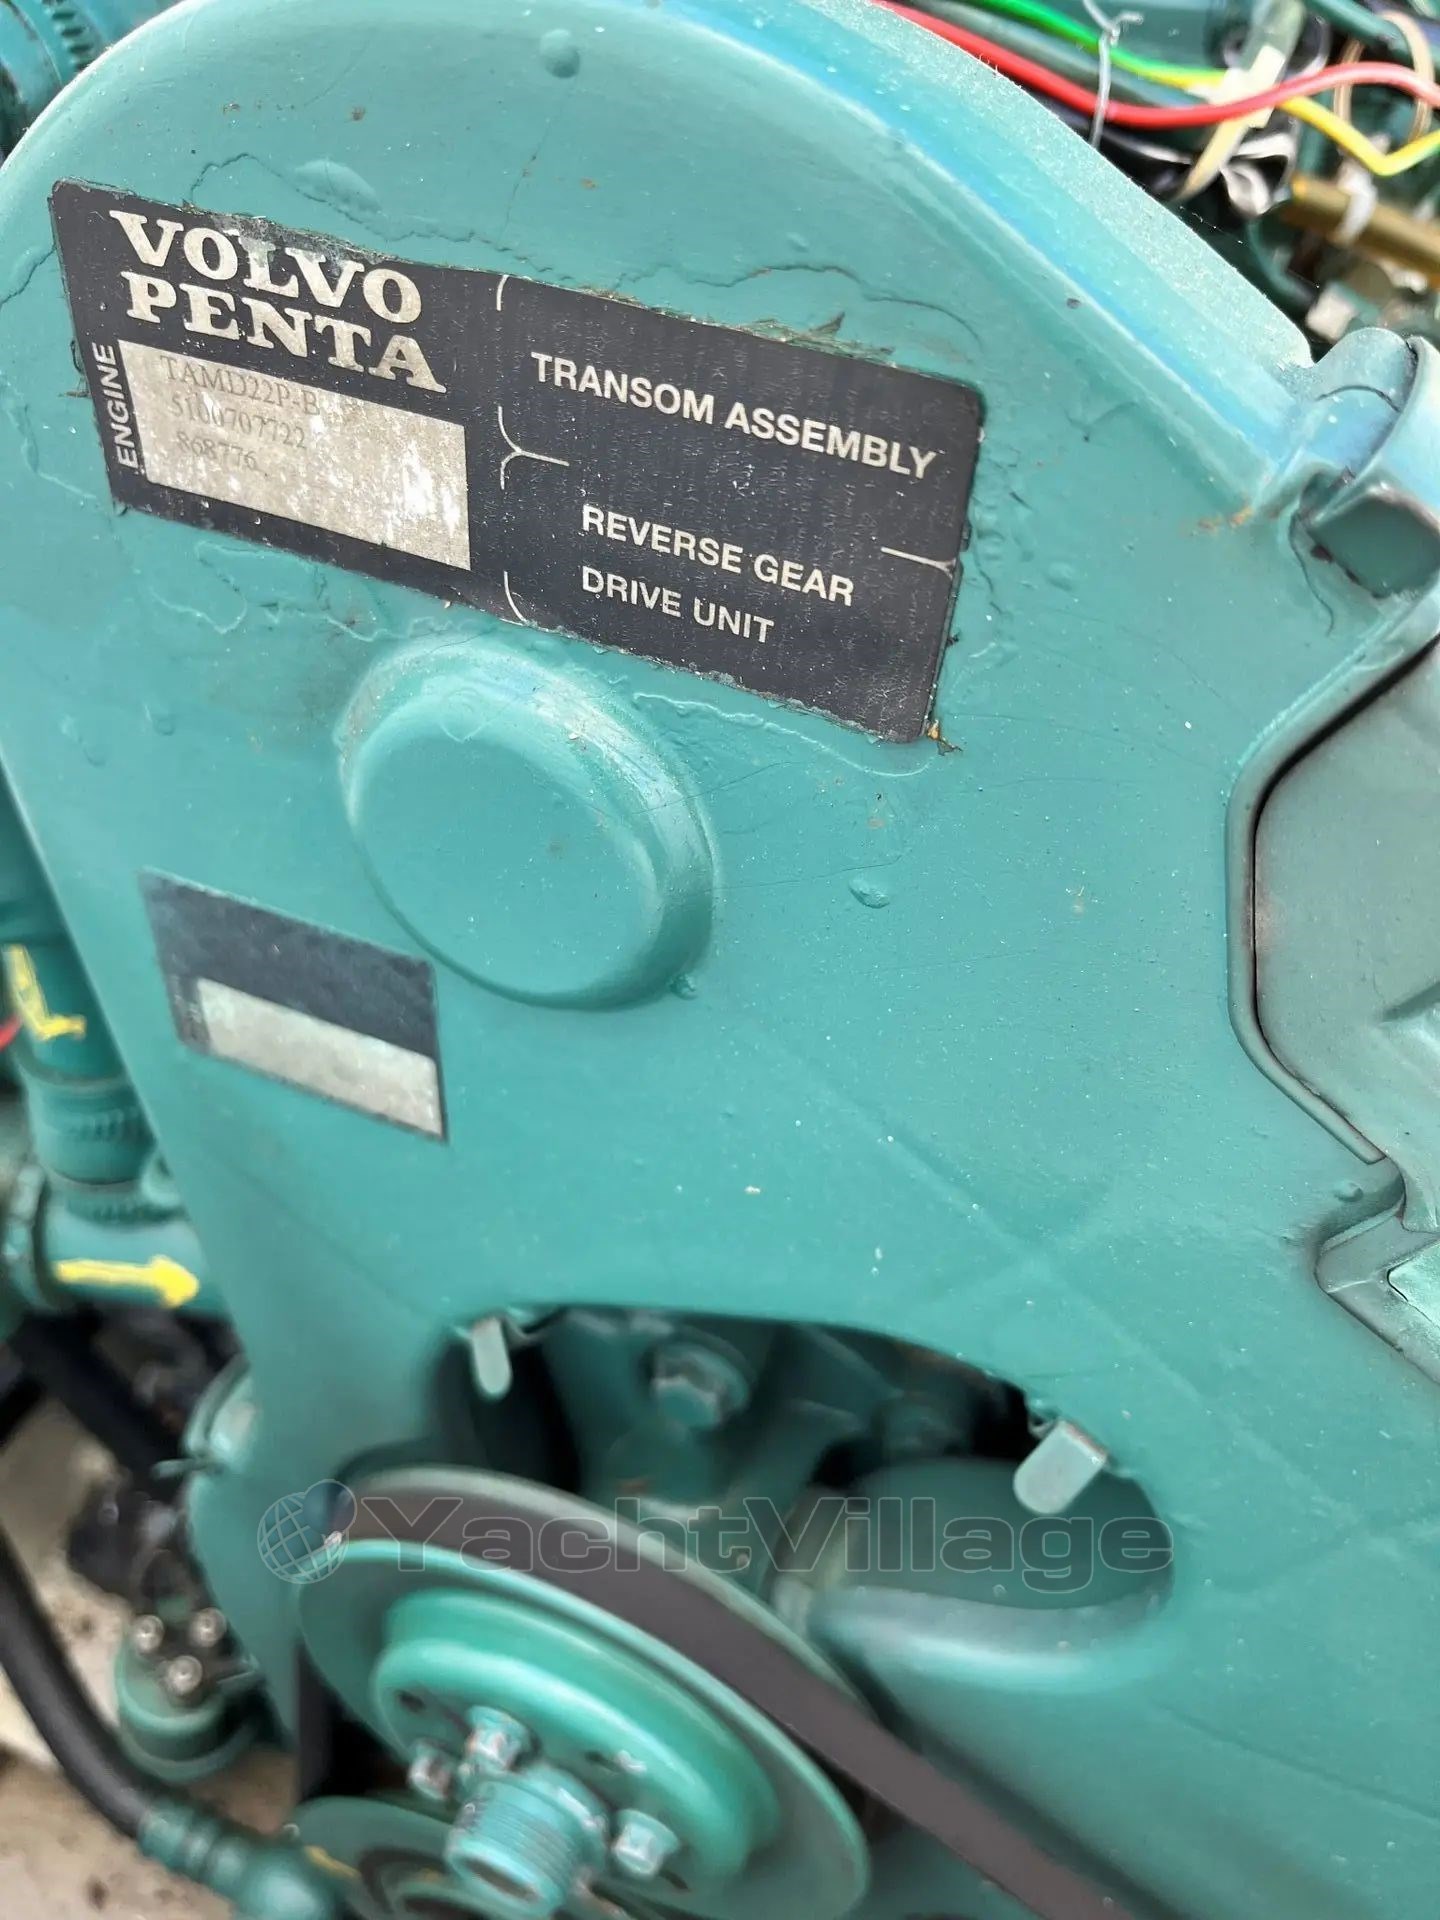 VOLVO
PENTA
ENGINE
TAMD22P-B
5100707722
868776
TRANSOM ASSEMBLY
REVERSE GEAR
DRIVE UNIT
YachtVillage